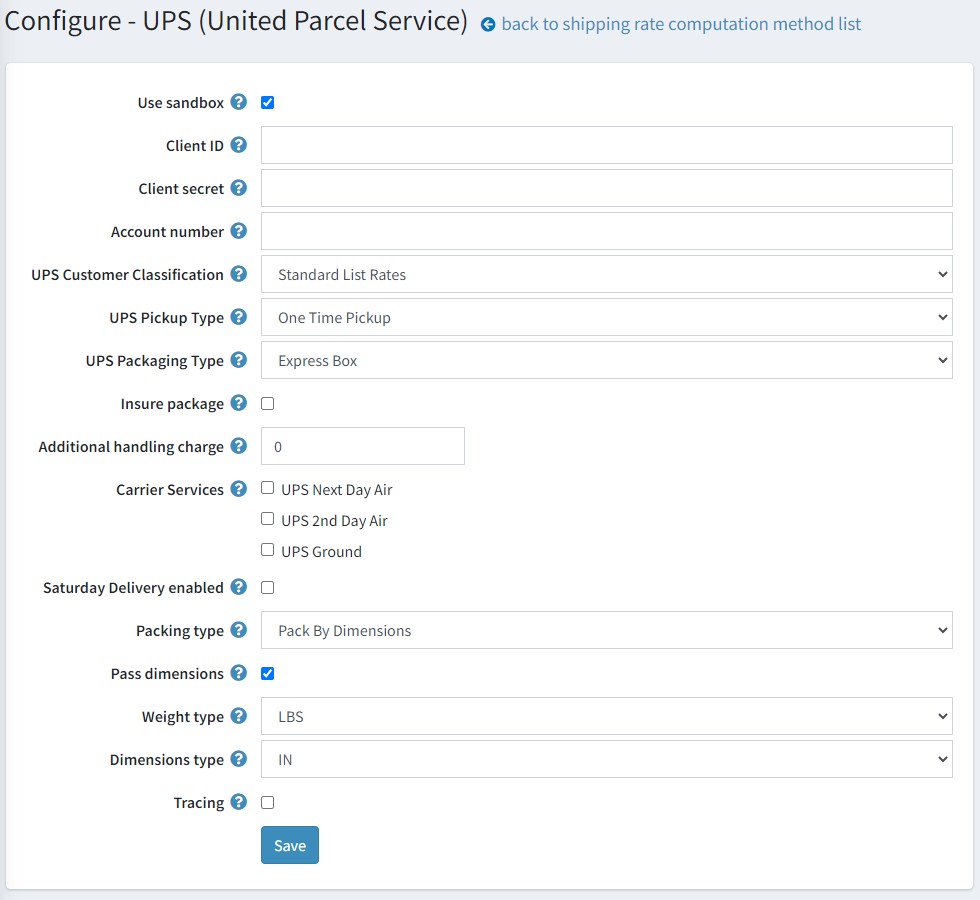 Configure - UPS (United Parcel Service) back to shipping rate computation method list
Use sandbox
Client ID
Client secret
Account number
UPS Customer Classification Standard List Rates
UPS Pickup Type One Time Pickup
UPS Packaging Type Express Box
Insure package
Additional handling charge 0
Carrier Services UPS Next Day Air
UPS 2nd Day Air
UPS Ground
Saturday Delivery enabled
Packing type Pack By Dimensions
Pass dimensions
Weight type LBS
Dimensions type IN
Tracing
Save